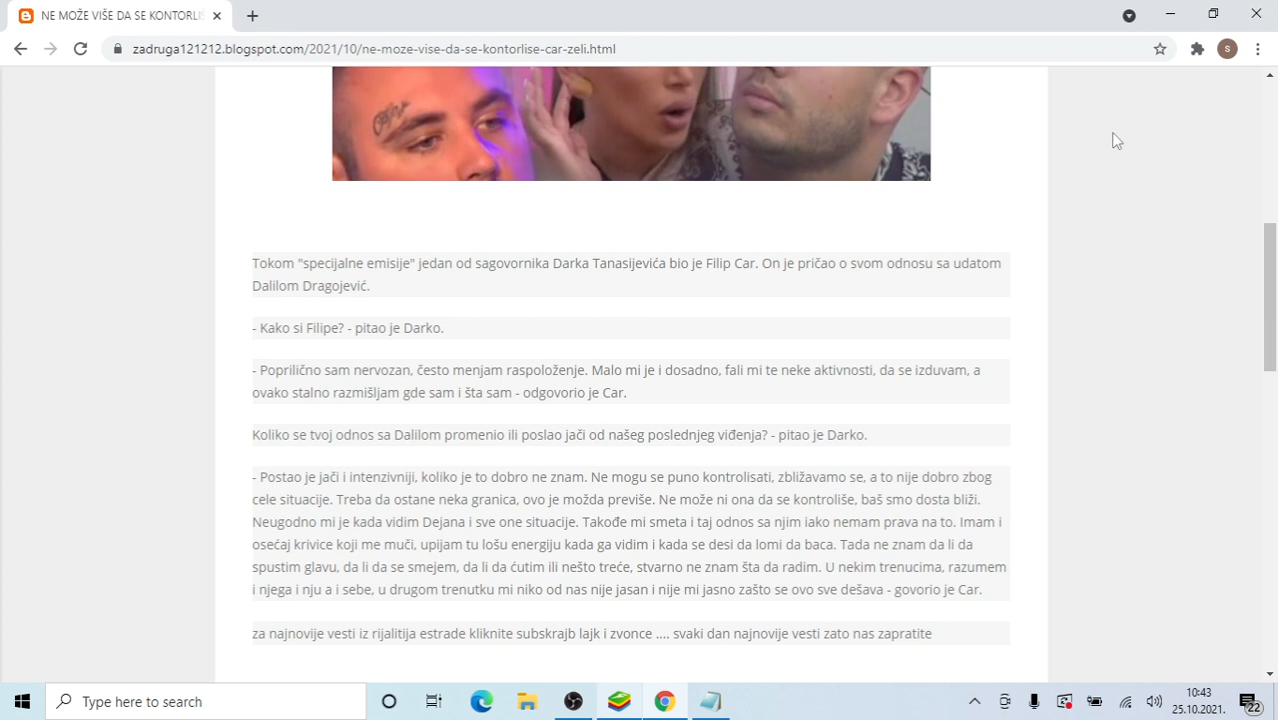 NE MOŽE VIŠE DA SE KONTORLIS
zadruga121212.blogspot.com/2021/10/ne-moze-vise-da-se-kontorlise-car-zeli.html
S
Tokom "specijalne emisije" jedan od sagovornika Darka Tanasijevića bio je Filip Car. On je pričao o svom odnosu sa udatom
Dalilom Dragojević.
- Kako si Filipe? - pitao je Darko.
- Poprilično sam nervozan, često menjam raspoloženje. Malo mi je i dosadno, fali mi te neke aktivnosti, da se izduvam, a
ovako stalno razmišljam gde sam i šta sam - odgovorio je Car.
Koliko se tvoj odnos sa Dalilom promenio ili poslao jači od našeg poslednjeg viđenja? - pitao je Darko.
- Postao je jači i intenzivniji, koliko je to dobro ne znam. Ne mogu se puno kontrolisati, zbližavamo se, a to nije dobro zbog
cele situacije. Treba da ostane neka granica, ovo je možda previše. Ne može ni ona da se kontroliše, baš smo dosta bliži.
Neugodno mi je kada vidim Dejana i sve one situacije. Takođe mi smeta i taj odnos sa njim iako nemam prava na to. Imam i
osećaj krivice koji me muči, upijam tu lošu energiju kada ga vidim i kada se desi da lomi da baca. Tada ne znam da li da
spustim glavu, da li da se smejem, da li da ćutim ili nešto treće, stvarno ne znam šta da radim. U nekim trenucima, razumem
i njega i nju a i sebe, u drugom trenutku mi niko od nas nije jasan i nije mi jasno zašto se ovo sve dešava - govorio je Car.
za najnovije vesti iz rijalitija estrade kliknite subskrajb lajk i zvonce .... svaki dan najnovije vesti zato nas zapratite
Type here to search
10:43
25.10.2021.
22